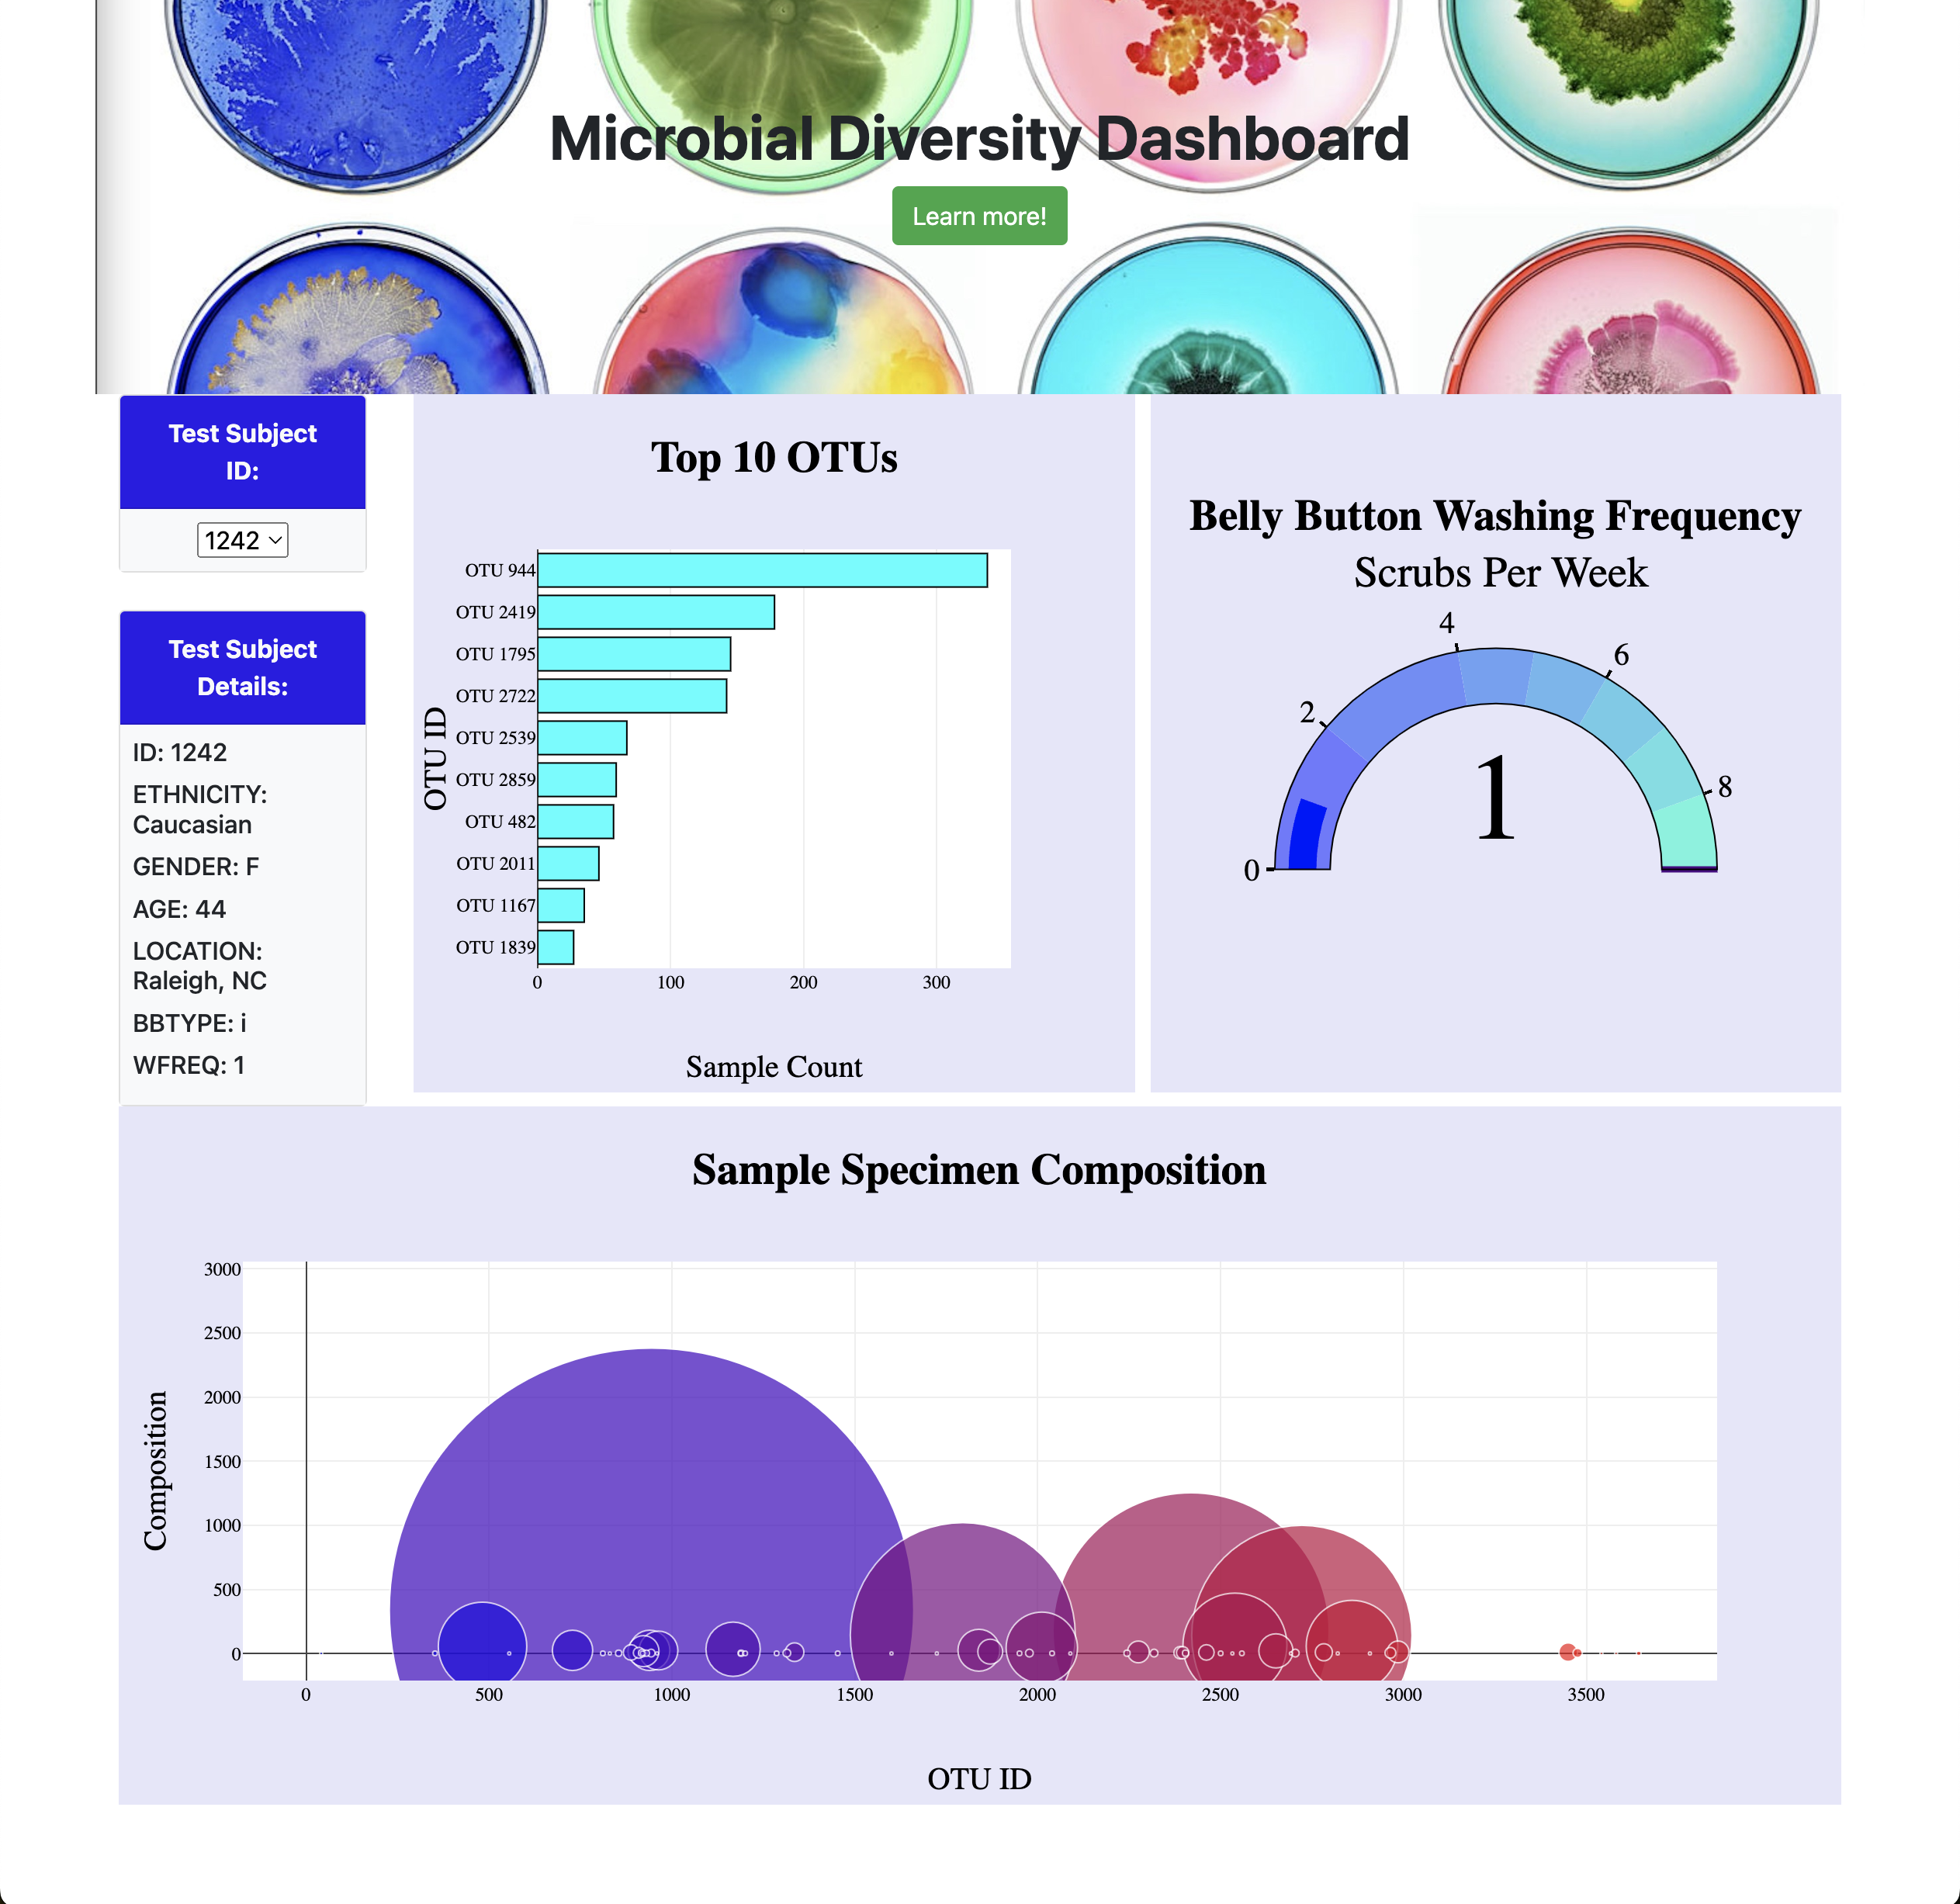 Microbial Diversity Dashboard
Learn more!
Test Subject
ID:
1242
Test Subject
Details:
ID: 1242
ETHNICITY:
Caucasian
GENDER: F
AGE: 44
LOCATION:
Raleigh, NC
BBTYPE: i
WFREQ: 1
Top 10 OTUs
OTU ID
OTU 944
OTU 2419
OTU 1795
OTU 2722
OTU 2539
OTU 2859
OTU 482
OTU 2011
OTU 1167
OTU 1839
0 100 200 300
Sample Count
Belly Button Washing Frequency
Scrubs Per Week
0 2 4 6 8
1
Sample Specimen Composition
Composition
3000
2500
2000
1500
1000
500
0
0 500 1000 1500 2000 2500 3000 3500
OTU ID